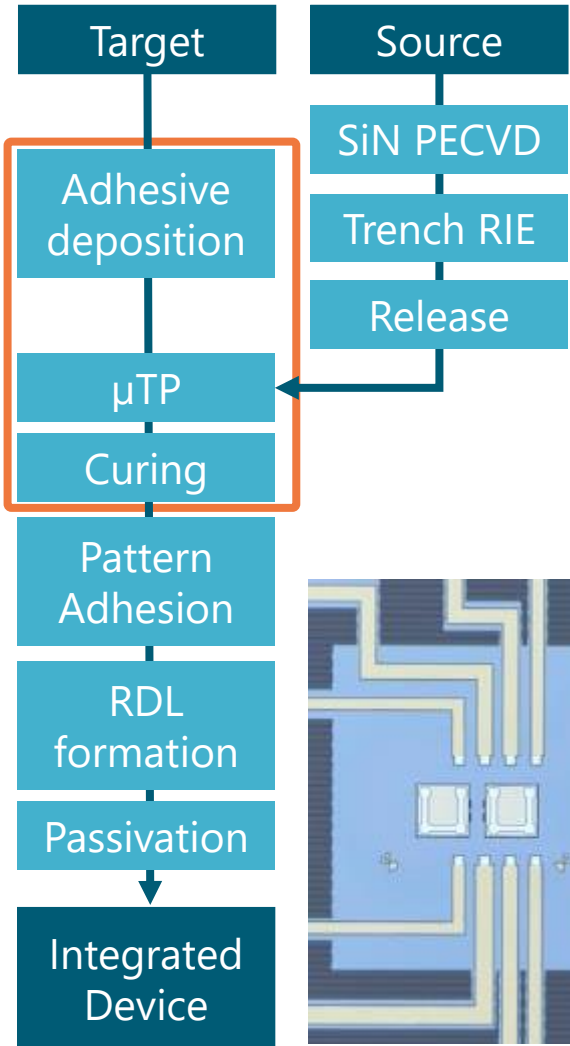 Target
Source
SiN PECVD
Adhesive
deposition
Trench RIE
Release
µTP
Curing
Pattern
Adhesion
RDL
formation
Passivation
Integrated
Device